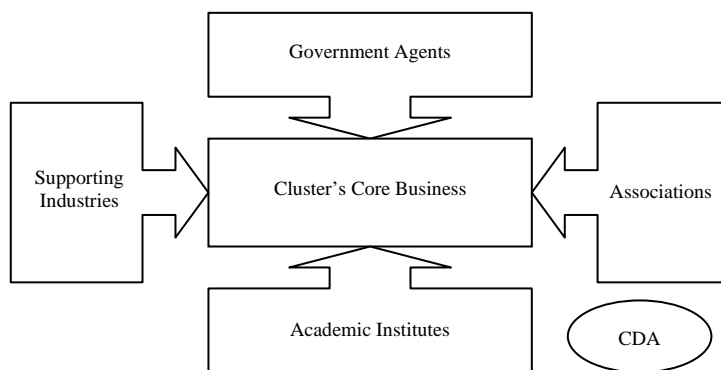 Government Agents
Supporting
Industries
Cluster's Core Business
Associations
Academic Institutes
CDA